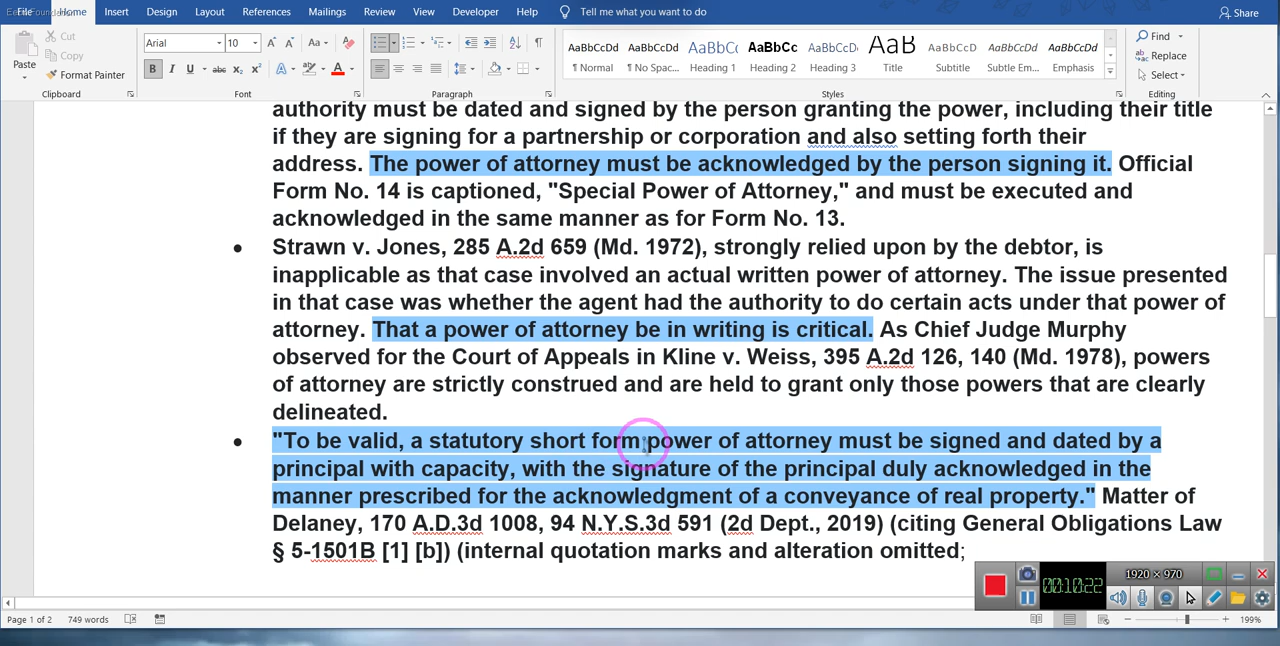 File Home Insert Design Layout References Mailings Review View Developer Help Tell me what you want to do Share
Paste
Cut
Copy
Format Painter
Clipboard
Arial 10
Aa
B I U abc X₂ X² A A
Font
Paragraph
AaBbCcDd AaBbCcDd AaBbCc AaBbCc AaBbCcD AaB AaBbCcD AaBbCcDd AaBbCcDd
¶ Normal ¶ No Spac... Heading 1 Heading 2 Heading 3 Title Subtitle Subtle Em... Emphasis
Styles
Find
Replace
Select
Editing
authority must be dated and signed by the person granting the power, including their title
if they are signing for a partnership or corporation and also setting forth their
address. The power of attorney must be acknowledged by the person signing it. Official
Form No. 14 is captioned, "Special Power of Attorney," and must be executed and
acknowledged in the same manner as for Form No. 13.
• Strawn v. Jones, 285 A.2d 659 (Md. 1972), strongly relied upon by the debtor, is
inapplicable as that case involved an actual written power of attorney. The issue presented
in that case was whether the agent had the authority to do certain acts under that power of
attorney. That a power of attorney be in writing is critical. As Chief Judge Murphy
observed for the Court of Appeals in Kline v. Weiss, 395 A.2d 126, 140 (Md. 1978), powers
of attorney are strictly construed and are held to grant only those powers that are clearly
delineated.
• "To be valid, a statutory short form power of attorney must be signed and dated by a
principal with capacity, with the signature of the principal duly acknowledged in the
manner prescribed for the acknowledgment of a conveyance of real property." Matter of
Delaney, 170 A.D.3d 1008, 94 N.Y.S.3d 591 (2d Dept., 2019) (citing General Obligations Law
§ 5-1501B [1] [b]) (internal quotation marks and alteration omitted;
00:10:22
1920 × 970
Page 1 of 2 749 words
199%